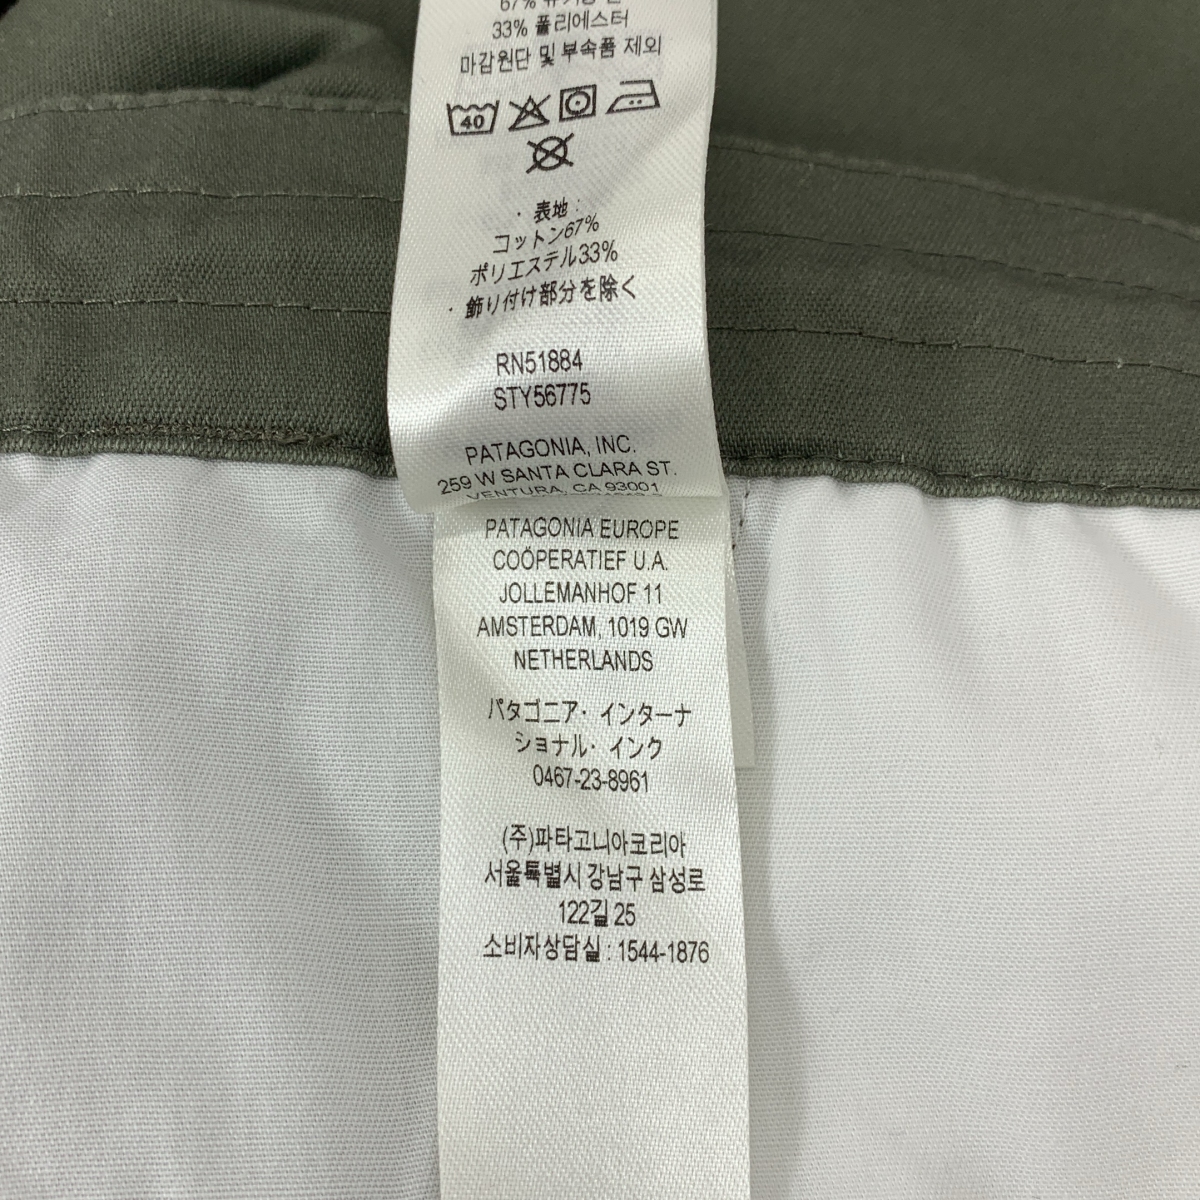 67%
33% 폴리에스터
마감원단 및 부속품 제외
40
・表地:
コットン67%
ポリエステル33%
・飾り付け部分を除く
RN51884
STY56775
PATAGONIA, INC.
259 W SANTA CLARA ST.
VENTURA, CA 93001
PATAGONIA EUROPE
COÖPERATIEF U.A.
JOLLEMANHOF 11
AMSTERDAM, 1019 GW
NETHERLANDS
パタゴニア・インターナ
ショナル・インク
0467-23-8961
(주)파타고니아코리아
서울특별시 강남구 삼성로
122길 25
소비자상담실 : 1544-1876